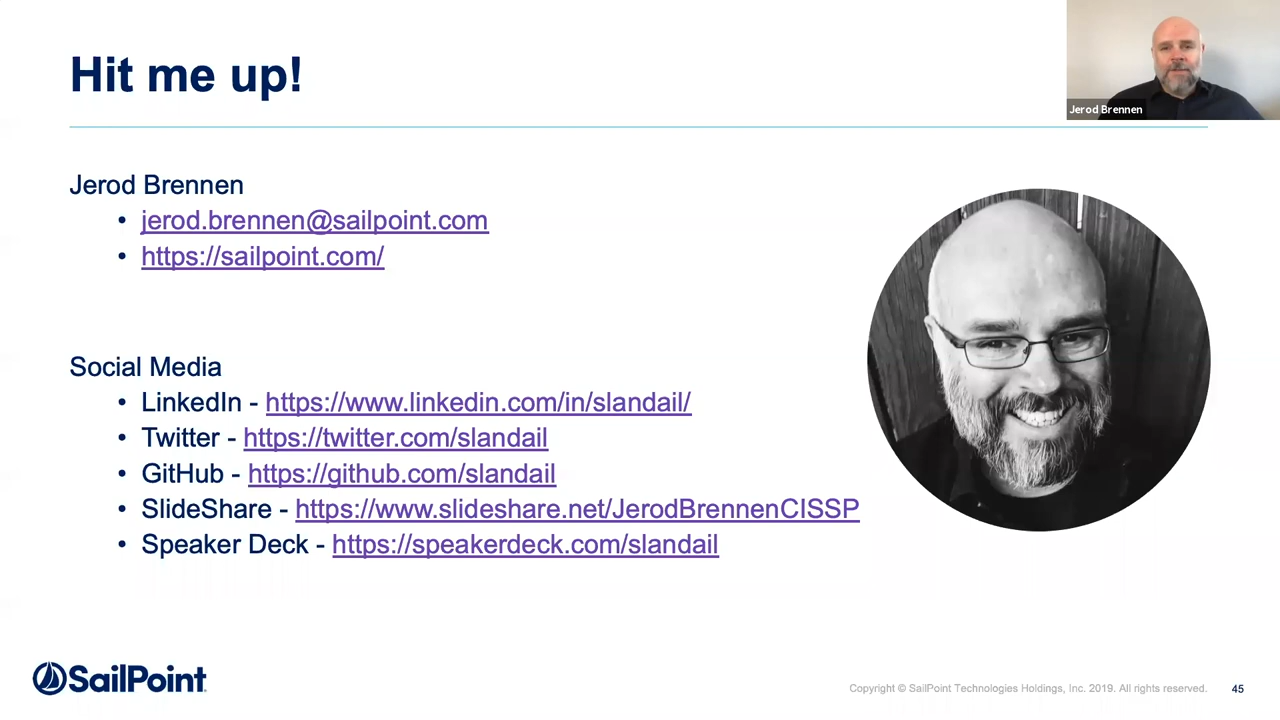 Hit me up!
Jerod Brennen
Jerod Brennen
• jerod.brennen@sailpoint.com
• https://sailpoint.com/
Social Media
• LinkedIn - https://www.linkedin.com/in/slandail/
• Twitter - https://twitter.com/slandail
• GitHub - https://github.com/slandail
• SlideShare - https://www.slideshare.net/JerodBrennenCISSP
• Speaker Deck - https://speakerdeck.com/slandail
SailPoint
Copyright © SailPoint Technologies Holdings, Inc. 2019. All rights reserved. 45